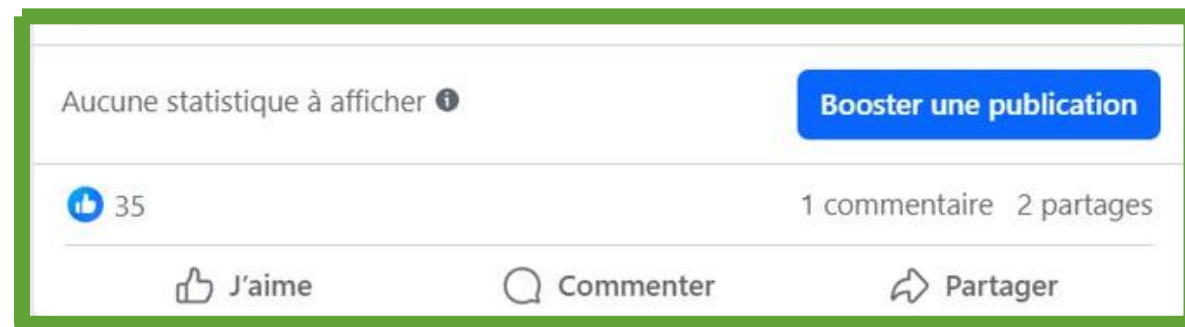 Aucune statistique à afficher
Booster une publication
35
1 commentaire 2 partages
J'aime
Commenter
Partager